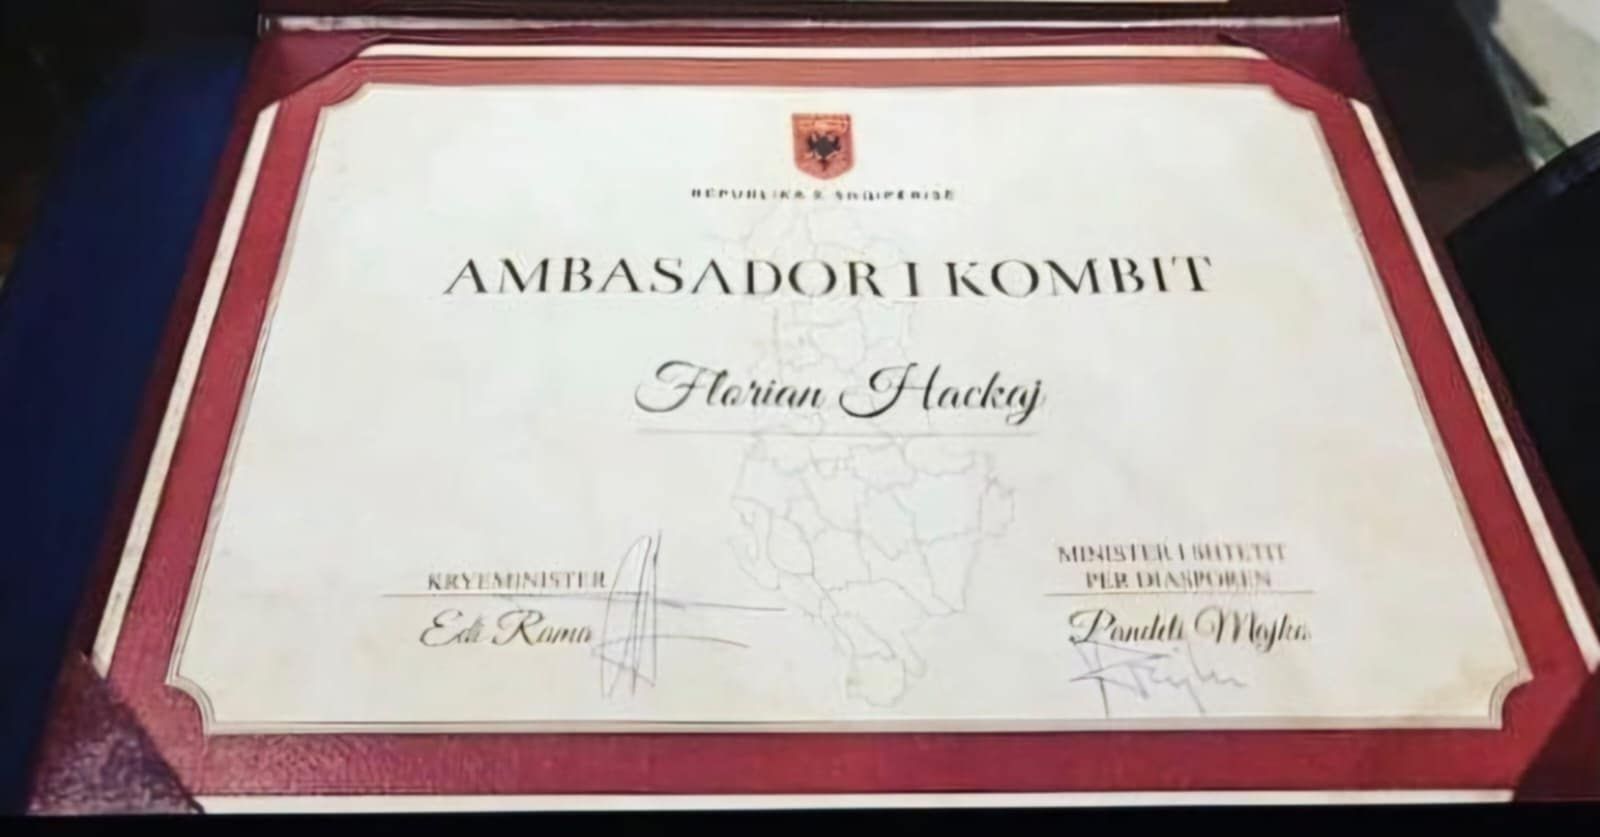 REPUBLIKA E SHQIPËRISË
AMBASADOR I KOMBIT
Florian Hackaj
KRYEMINISTER
Edi Rama
MINISTER I SHTETIT
PER DIASPOREN
Pandeli Majko